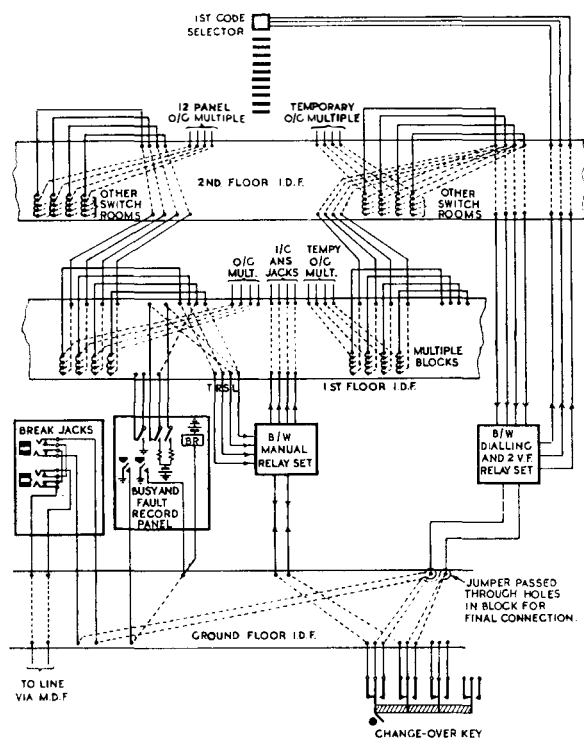 1ST CODE
SELECTOR
12 PANEL
O/C MULTIPLE
TEMPORARY
O/C MULTIPLE
2ND FLOOR I.D.F.
OTHER
SWITCH
ROOMS
OTHER
SWITCH
ROOMS
O/C
MULT.
I/C
ANS
JACKS
TEMPY
O/C
MULT.
MULTIPLE
BLOCKS
T.R.S.L.
1ST FLOOR I.D.F.
BREAK JACKS
BR
BUSY AND
FAULT
RECORD
PANEL
B/W
MANUAL
RELAY SET
B/W
DIALLING
AND 2 V.F.
RELAY SET
JUMPER PASSED
THROUGH HOLES
IN BLOCK FOR
FINAL CONNECTION.
GROUND FLOOR I.D.F.
TO LINE
VIA M.D.F
CHANGE-OVER KEY